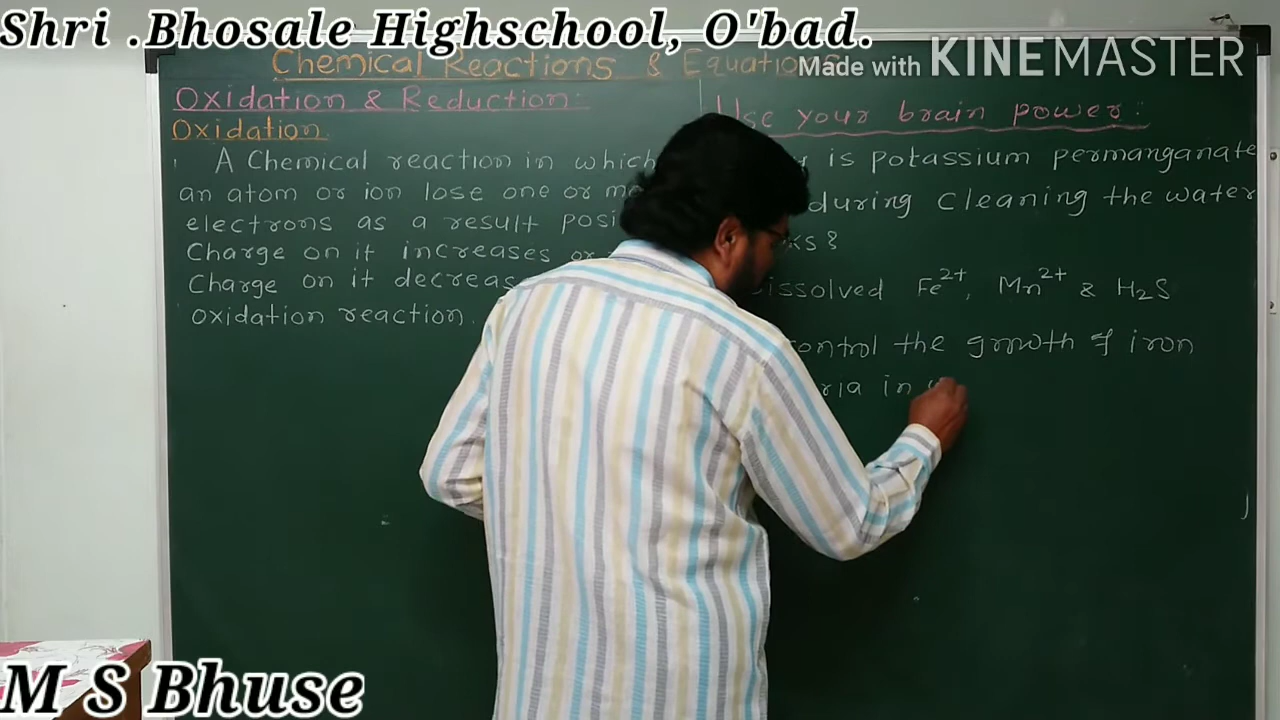 Shri .Bhosale Highschool, O'bad.
Made with KINEMASTER
Chemical Reactions & Equations
Oxidation & Reduction:
Oxidation
A Chemical reaction in which
an atom or ion lose one or
electrons as a result
Charge on it increases or
Charge on it
oxidation reaction.
Use your brain power:
is potassium permanganate
during cleaning the water
?
Dissolved Fe²⁺, Mn²⁺ & H₂S
control the growth of iron
in
M S Bhuse